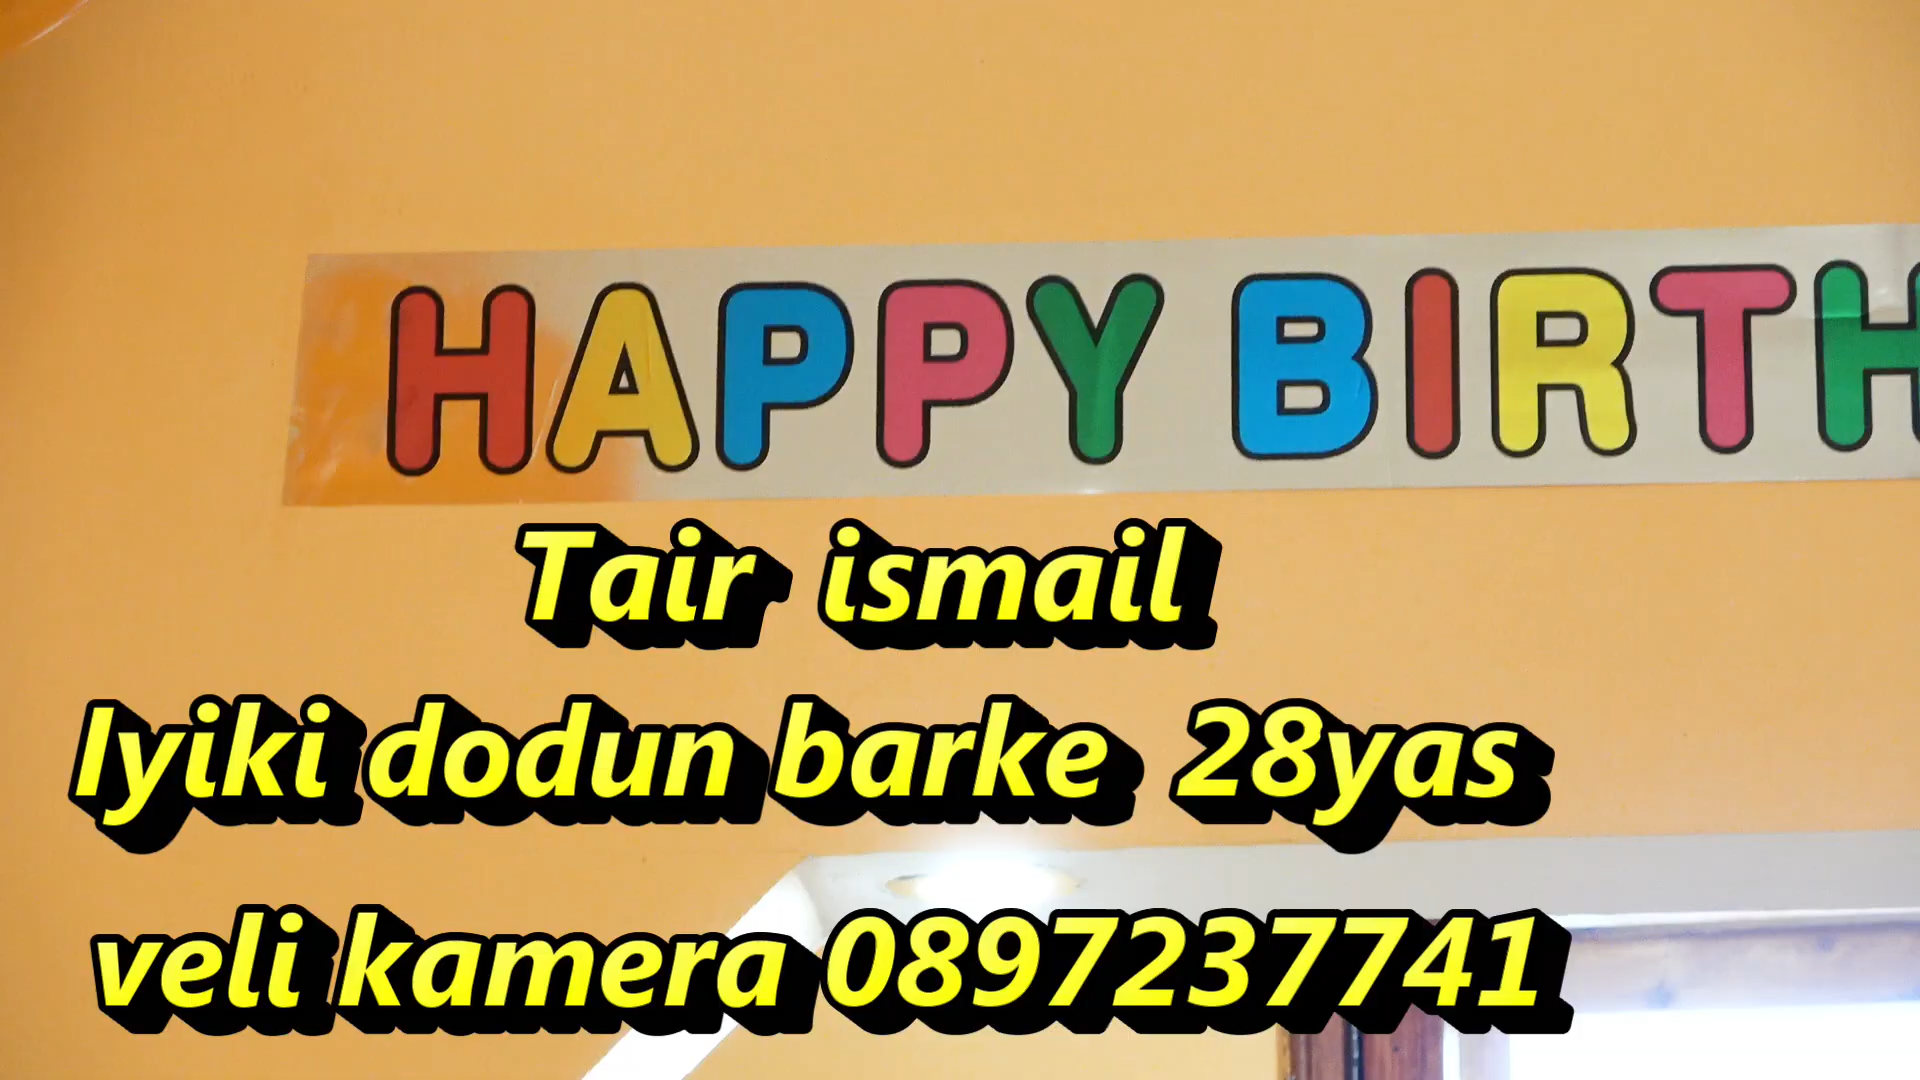 HAPPY BIRTH
Tair ismail
Iyiki dodun barke 28yas
veli kamera 0897237741